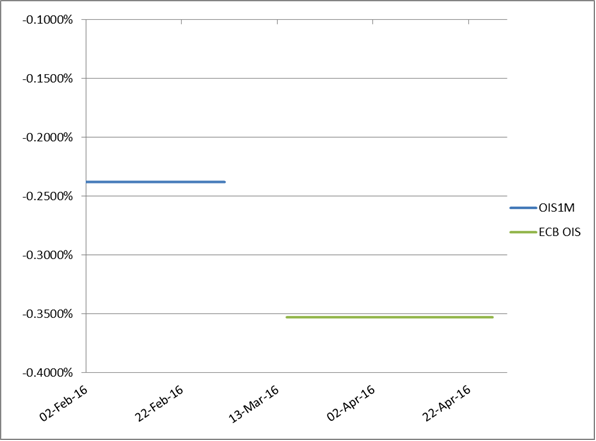 -0.1000%
-0.1500%
-0.2000%
-0.2500%
-0.3000%
-0.3500%
-0.4000%
02-Feb-16
22-Feb-16
13-Mar-16
02-Apr-16
22-Apr-16
OIS1M
ECB OIS